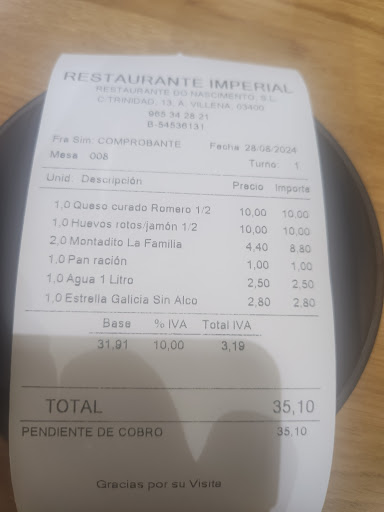 RESTAURANTE IMPERIAL
RESTAURANTE DO NASCIMENTO, S.L.
C.TRINIDAD, 13, A. VILLENA, 03400
965 34 28 21
B-54536131
Fra Sim: COMPROBANTE Fecha 28/08/2024
Mesa 008 Turno: 1
Unid. Descripción Precio Importe
1,0 Queso curado Romero 1/2 10,00 10,00
1,0 Huevos rotos/jamón 1/2 10,00 10,00
2,0 Montadito La Familia 4,40 8,80
1,0 Pan ración 1,00 1,00
1,0 Agua 1 Litro 2,50 2,50
1,0 Estrella Galicia Sin Alco 2,80 2,80
Base % IVA Total IVA
31,91 10,00 3,19
TOTAL 35,10
PENDIENTE DE COBRO 35,10
Gracias por su Visita